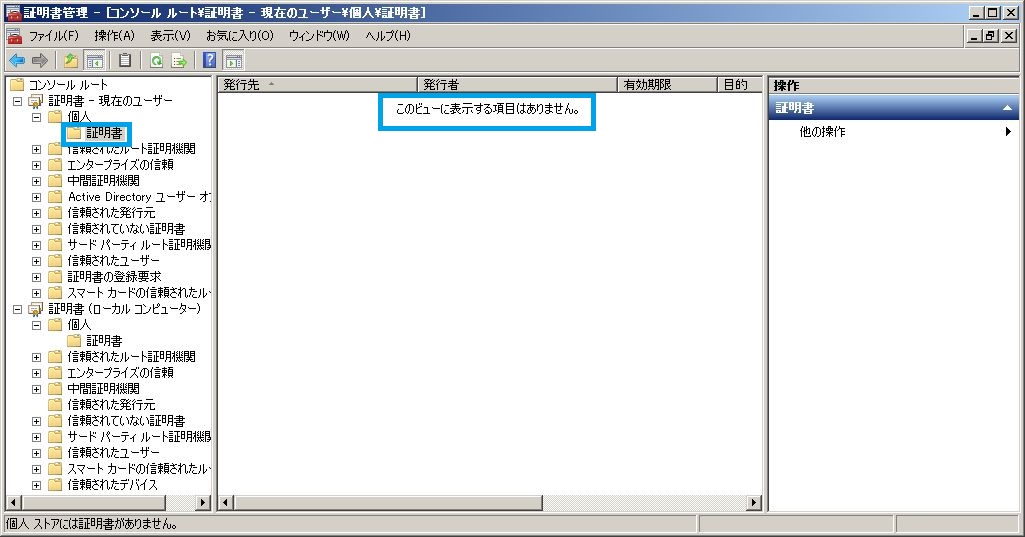 証明書管理 - [コンソール ルート¥証明書 - 現在のユーザー¥個人¥証明書]
ファイル(F) 操作(A) 表示(V) お気に入り(O) ウィンドウ(W) ヘルプ(H)
コンソール ルート
証明書 - 現在のユーザー
個人
証明書
信頼されたルート証明機関
エンタープライズの信頼
中間証明機関
Active Directory ユーザー オブ
信頼された発行元
信頼されていない証明書
サード パーティ ルート証明機関
信頼されたユーザー
証明書の登録要求
スマート カードの信頼されたル
証明書 (ローカル コンピューター)
個人
証明書
信頼されたルート証明機関
エンタープライズの信頼
中間証明機関
信頼された発行元
信頼されていない証明書
サード パーティ ルート証明機関
信頼されたユーザー
スマート カードの信頼されたル
信頼されたデバイス
発行先 発行者 有効期限 目的
このビューに表示する項目はありません。
操作
証明書
他の操作
個人 ストアには証明書がありません。